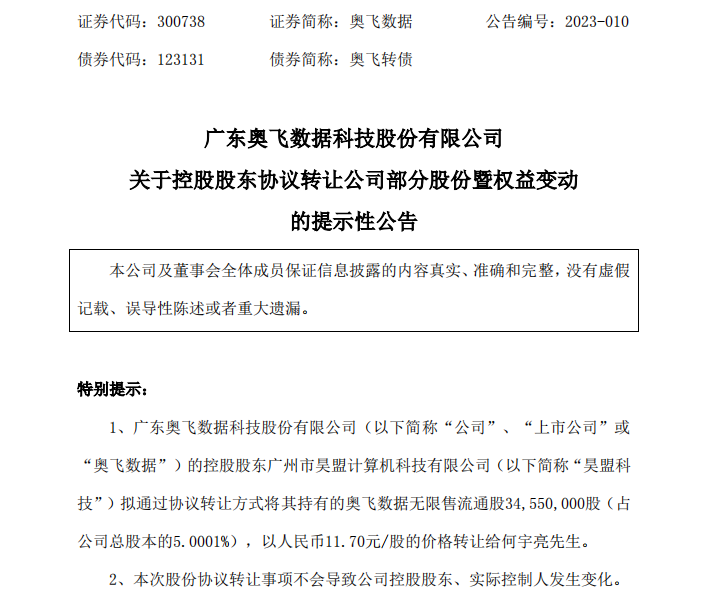 证券代码：300738 证券简称：奥飞数据 公告编号：2023-010
债券代码：123131 债券简称：奥飞转债
广东奥飞数据科技股份有限公司
关于控股股东协议转让公司部分股份暨权益变动
的提示性公告
本公司及董事会全体成员保证信息披露的内容真实、准确和完整，没有虚假
记载、误导性陈述或者重大遗漏。
特别提示：
1、广东奥飞数据科技股份有限公司（以下简称“公司”、“上市公司”或
“奥飞数据”）的控股股东广州市昊盟计算机科技有限公司（以下简称“昊盟科
技”）拟通过协议转让方式将其持有的奥飞数据无限售流通股34,550,000股（占
公司总股本的5.0001%），以人民币11.70元/股的价格转让给何宇亮先生。
2、本次股份协议转让事项不会导致公司控股股东、实际控制人发生变化。